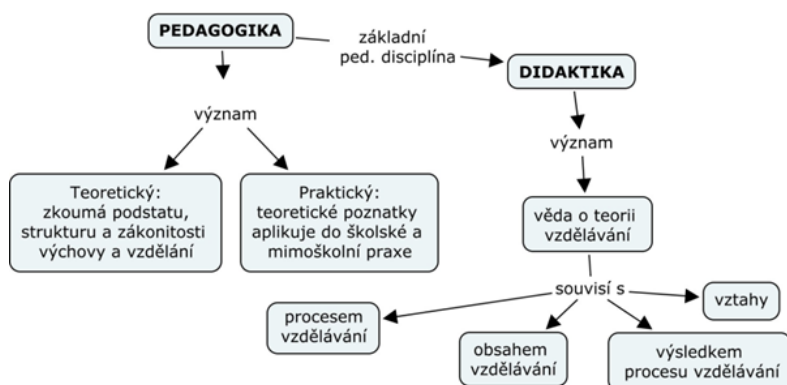 PEDAGOGIKA
základní
ped. disciplína
DIDAKTIKA
význam
Teoretický:
zkoumá podstatu,
strukturu a zákonitosti
výchovy a vzdělání
Praktický:
teoretické poznatky
aplikuje do školské a
mimoškolní praxe
význam
věda o teorii
vzdělávání
souvisí s
procesem
vzdělávání
obsahem
vzdělávání
výsledkem
procesu vzdělávání
vztahy